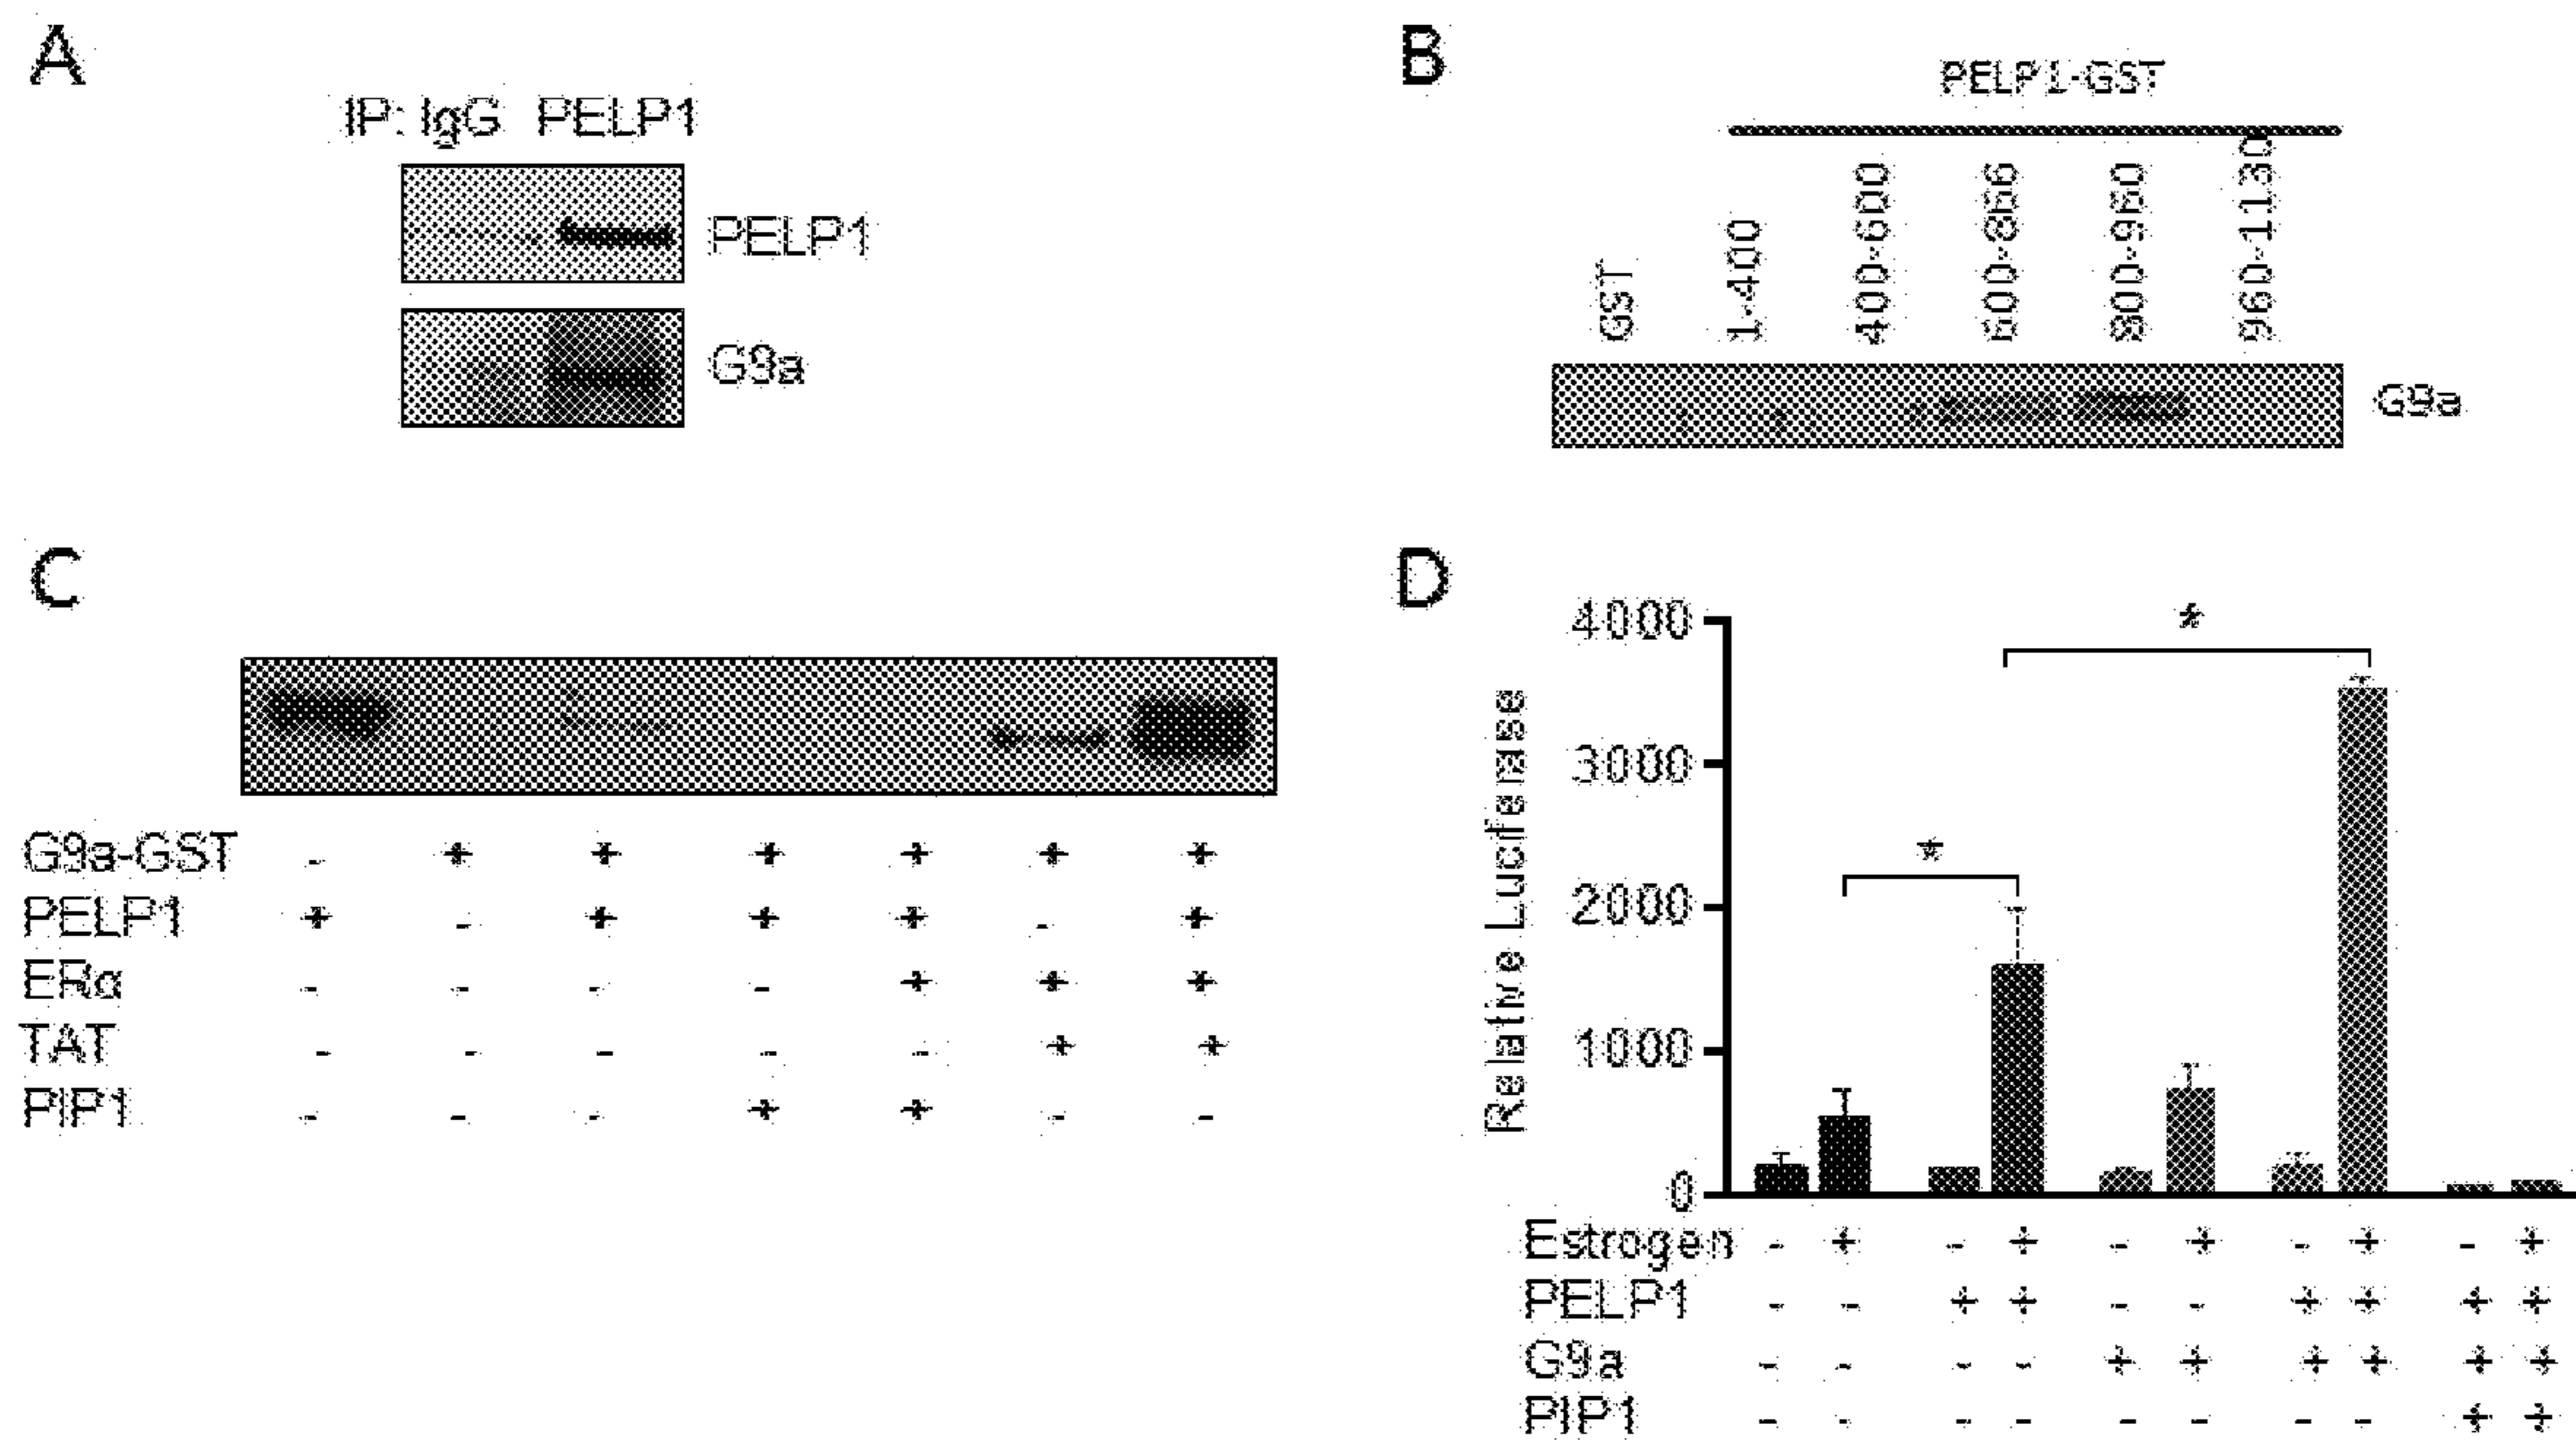 A
IP: IgG PELP1
PELP1
G9a
B
PELP1-GST
GST 1-400 400-600 600-866 800-960 960-1130
G9a
C
G9a-GST - + + + + + +
PELP1 + - + + + - +
ERα - - - - + + +
TAT - - - - - + +
PIP1 - - - + + - -
D
Relative Luciferase
4000
3000
2000
1000
0
*
*
Estrogen - + - + - + - + - +
PELP1 - - + + - - + + + +
G9a - - - - + + + + + +
PIP1 - - - - - - - - + +